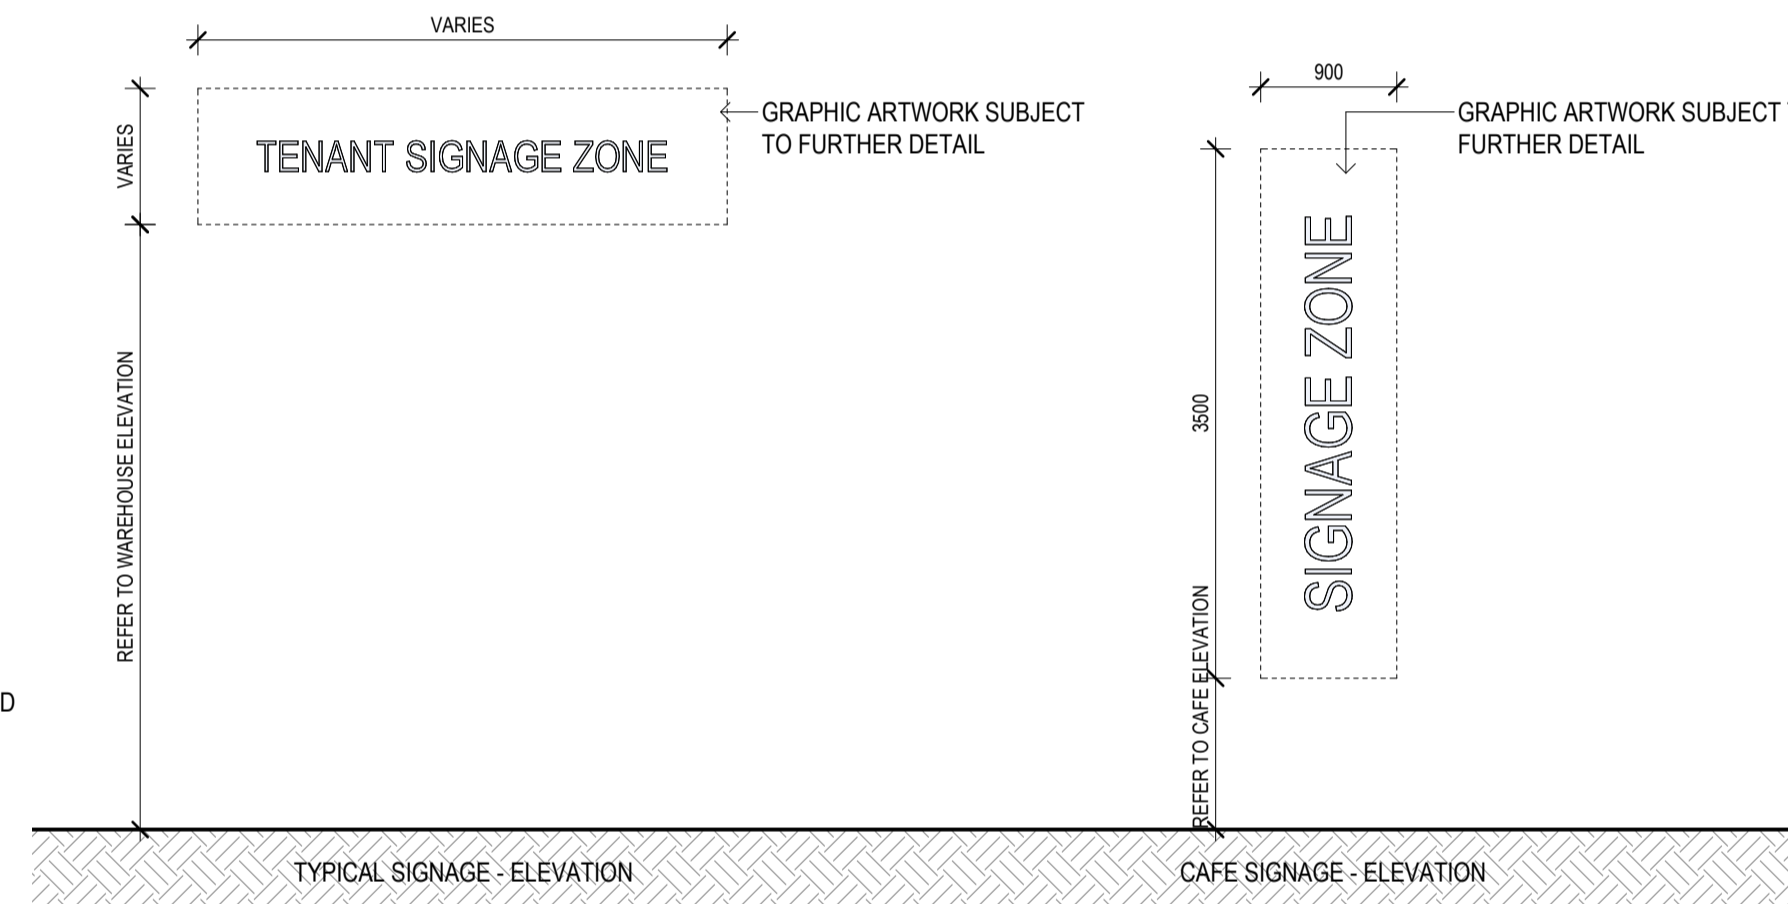 VARIES
VARIES
TENANT SIGNAGE ZONE
GRAPHIC ARTWORK SUBJECT
TO FURTHER DETAIL
REFER TO WAREHOUSE ELEVATION
D
TYPICAL SIGNAGE - ELEVATION
900
GRAPHIC ARTWORK SUBJECT
FURTHER DETAIL
3500
SIGNAGE ZONE
REFER TO CAFE ELEVATION
CAFE SIGNAGE - ELEVATION